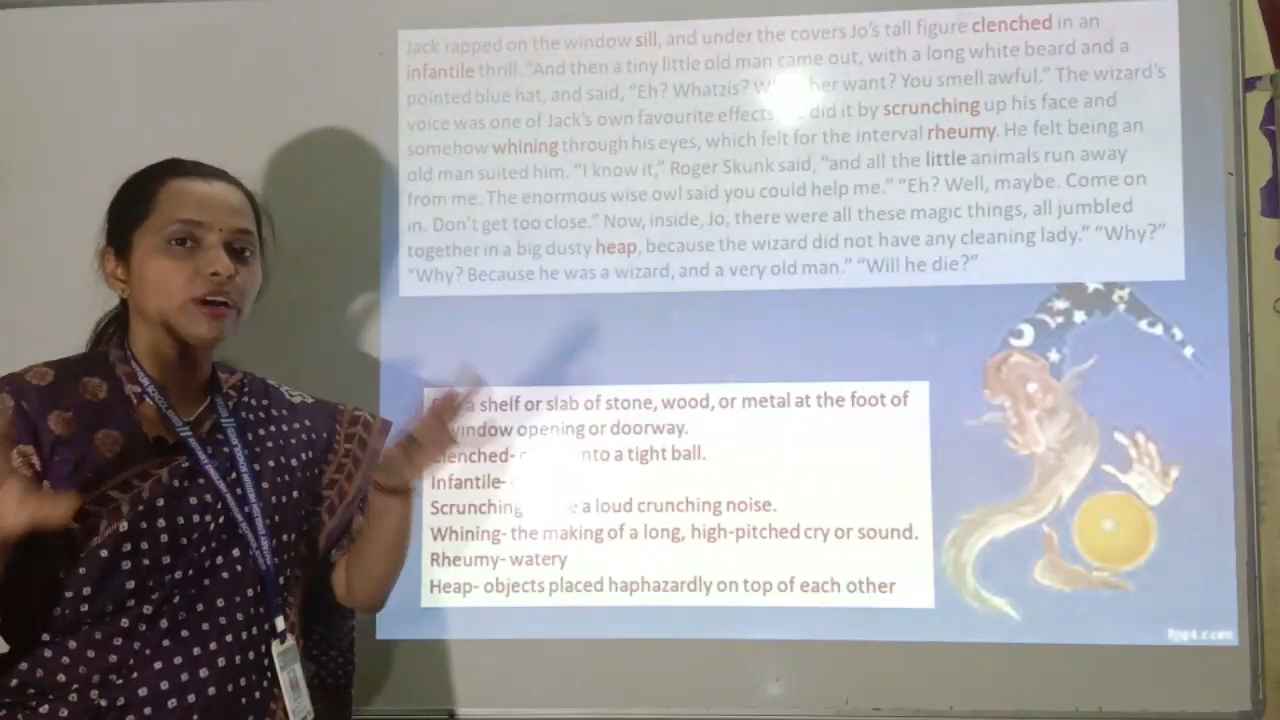 Jack rapped on the window sill, and under the covers Jo's tall figure clenched in an
infantile thrill. "And then a tiny little old man came out, with a long white beard and a
pointed blue hat, and said, "Eh? Whatzis? her want? You smell awful." The wizard's
voice was one of Jack's own favourite effects did it by scrunching up his face and
somehow whining through his eyes, which felt for the interval rheumy. He felt being an
old man suited him. "I know it," Roger Skunk said, "and all the little animals run away
from me. The enormous wise owl said you could help me." "Eh? Well, maybe. Come on
in. Don't get too close." Now, inside, Jo, there were all these magic things, all jumbled
together in a big dusty heap, because the wizard did not have any cleaning lady." "Why?"
"Why? Because he was a wizard, and a very old man." "Will he die?"
a shelf or slab of stone, wood, or metal at the foot of
window opening or doorway.
Clenched- into a tight ball.
Infantile-
Scrunching a loud crunching noise.
Whining- the making of a long, high-pitched cry or sound.
Rheumy- watery
Heap- objects placed haphazardly on top of each other